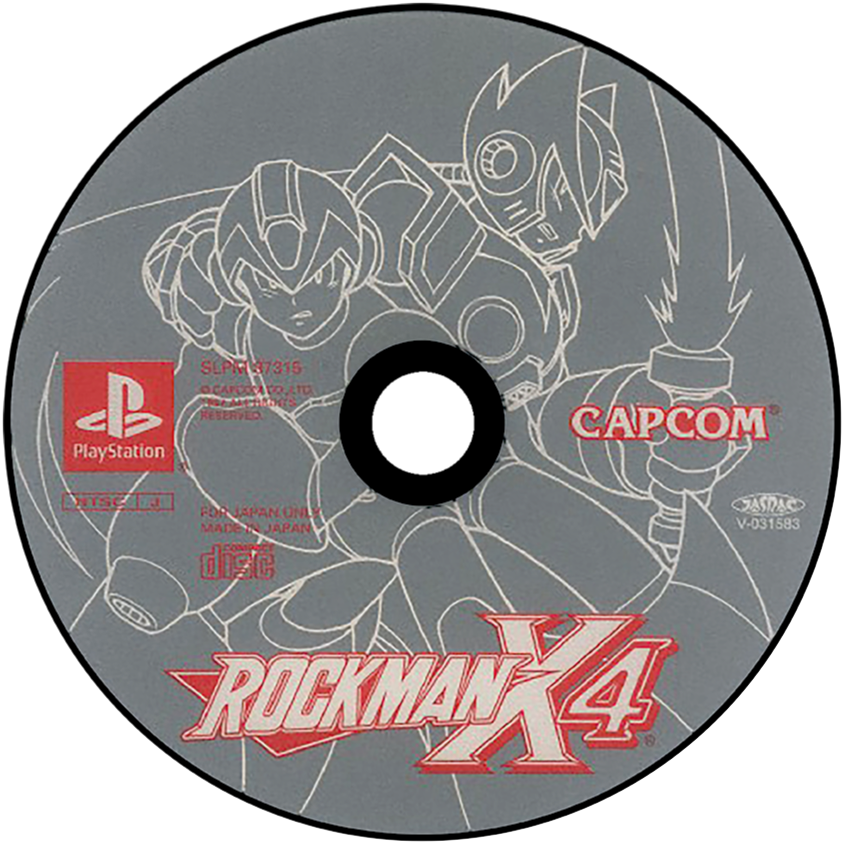 SLPM 87315
© CAPCOM CO.,LTD.
1997 ALL RIGHTS
RESERVED.
PlayStation
®
NTSC J
CAPCOM®
JASRAC
V-031583
FOR JAPAN ONLY
MADE IN JAPAN
COMPACT
disc
ROCKMAN X4®